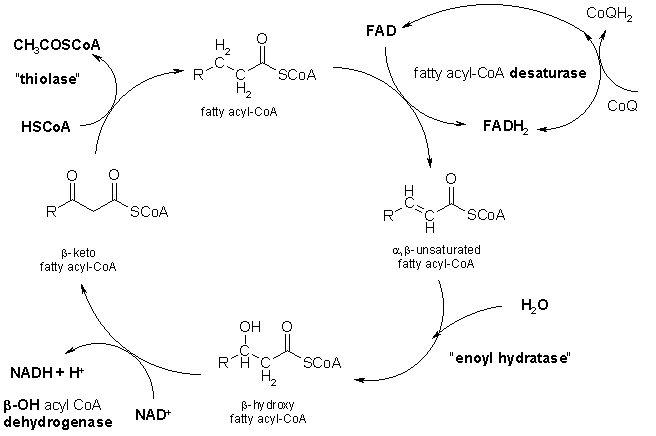 CoQH2
CH3COSCoA
FAD
H2
C
O
R
C
H2
SCoA
"thiolase"
fatty acyl-CoA desaturase
CoQ
HSCoA
fatty acyl-CoA
FADH2
O
O
R
SCoA
H
O
R
C
C
H
SCoA
β-keto
fatty acyl-CoA
α,β-unsaturated
fatty acyl-CoA
H2O
OH
O
R
C
H
C
H2
SCoA
"enoyl hydratase"
NADH + H+
β-OH acyl CoA
dehydrogenase
NAD+
β-hydroxy
fatty acyl-CoA